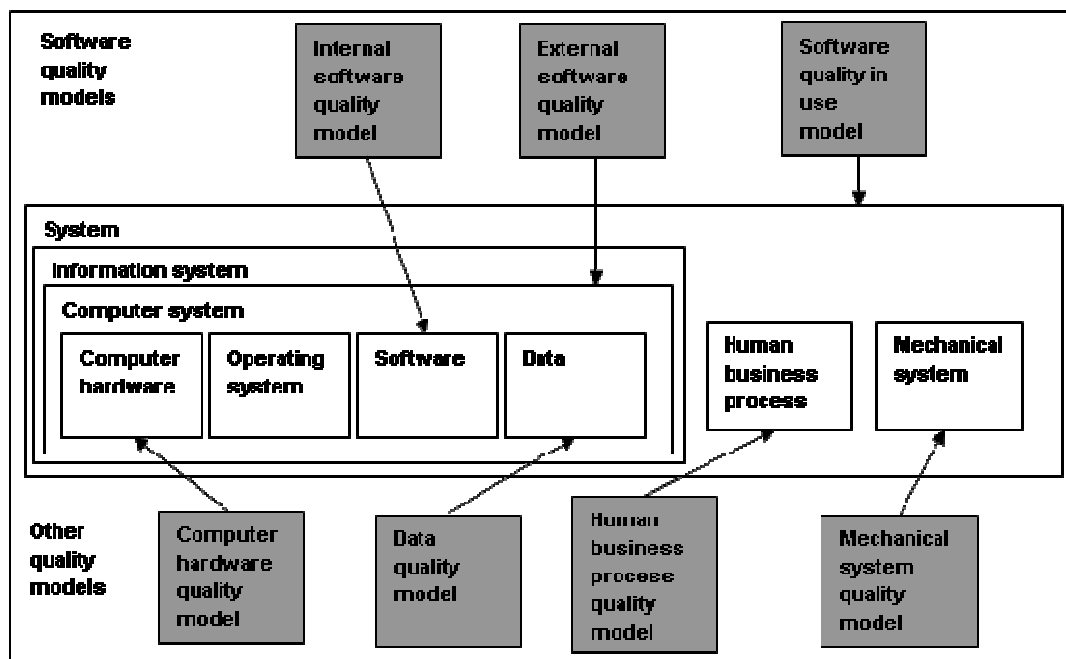 Software
quality
models
Internal
software
quality
model
External
software
quality
model
Software
quality in
use
model
System
Information system
Computer system
Computer
hardware
Operating
system
Software
Data
Human
business
process
Mechanical
system
Other
quality
models
Computer
hardware
quality
model
Data
quality
model
Human
business
process
quality
model
Mechanical
system
quality
model